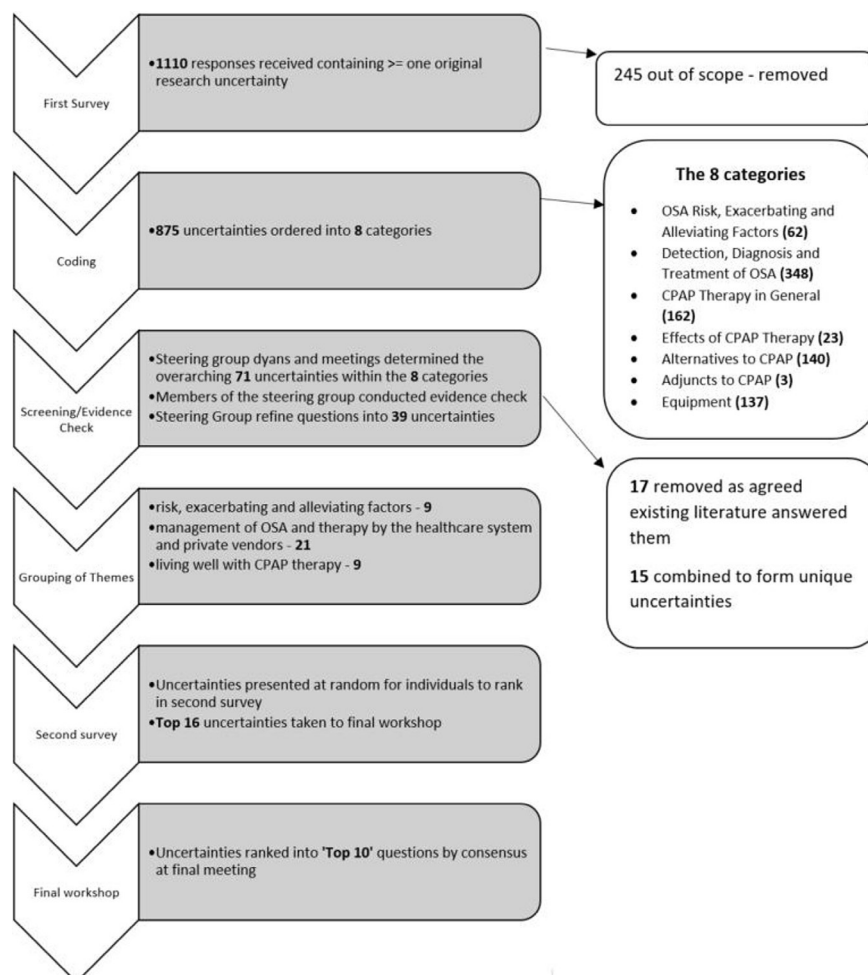 First Survey
•1110 responses received containing >= one original
research uncertainty
245 out of scope - removed
Coding
•875 uncertainties ordered into 8 categories
The 8 categories
• OSA Risk, Exacerbating and
Alleviating Factors (62)
• Detection, Diagnosis and
Treatment of OSA (348)
• CPAP Therapy in General
(162)
• Effects of CPAP Therapy (23)
• Alternatives to CPAP (140)
• Adjuncts to CPAP (3)
• Equipment (137)
Screening/Evidence
Check
•Steering group dyans and meetings determined the
overarching 71 uncertainties within the 8 categories
•Members of the steering group conducted evidence check
•Steering Group refine questions into 39 uncertainties
17 removed as agreed
existing literature answered
them
15 combined to form unique
uncertainties
Grouping of Themes
•risk, exacerbating and alleviating factors - 9
•management of OSA and therapy by the healthcare system
and private vendors - 21
•living well with CPAP therapy - 9
Second survey
•Uncertainties presented at random for individuals to rank
in second survey
•Top 16 uncertainties taken to final workshop
Final workshop
•Uncertainties ranked into 'Top 10' questions by consensus
at final meeting